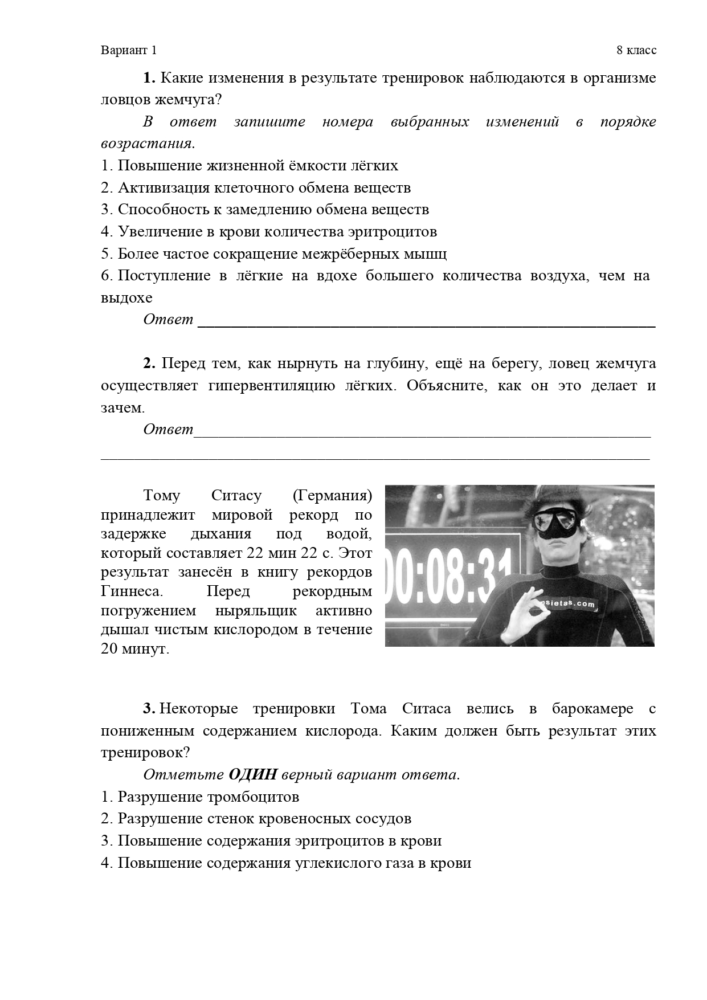 Вариант 1 8 класс
1. Какие изменения в результате тренировок наблюдаются в организме
ловцов жемчуга?
В ответ запишите номера выбранных изменений в порядке
возрастания.
1. Повышение жизненной ёмкости лёгких
2. Активизация клеточного обмена веществ
3. Способность к замедлению обмена веществ
4. Увеличение в крови количества эритроцитов
5. Более частое сокращение межрёберных мышц
6. Поступление в лёгкие на вдохе большего количества воздуха, чем на
выдохе
Ответ
2. Перед тем, как нырнуть на глубину, ещё на берегу, ловец жемчуга
осуществляет гипервентиляцию лёгких. Объясните, как он это делает и
зачем.
Ответ
Тому Ситасу (Германия)
принадлежит мировой рекорд по
задержке дыхания под водой,
который составляет 22 мин 22 с. Этот
результат занесён в книгу рекордов
Гиннеса. Перед рекордным
погружением ныряльщик активно
дышал чистым кислородом в течение
20 минут.
00:08:31
psietas.com
3. Некоторые тренировки Тома Ситаса велись в барокамере с
пониженным содержанием кислорода. Каким должен быть результат этих
тренировок?
Отметьте ОДИН верный вариант ответа.
1. Разрушение тромбоцитов
2. Разрушение стенок кровеносных сосудов
3. Повышение содержания эритроцитов в крови
4. Повышение содержания углекислого газа в крови